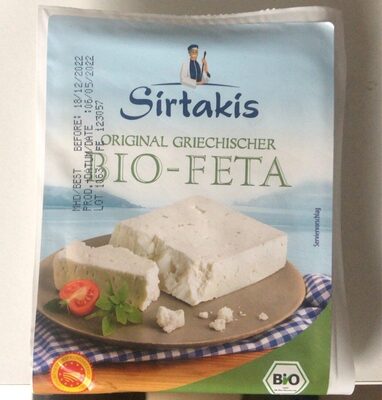 Sirtakis
ORIGINAL GRIECHISCHER
BIO-FETA
MHD/BEST BEFORE: 18/12/2022
PROD.-DATUM/DATE :06/05/2022
Serviervorschlag
BIO